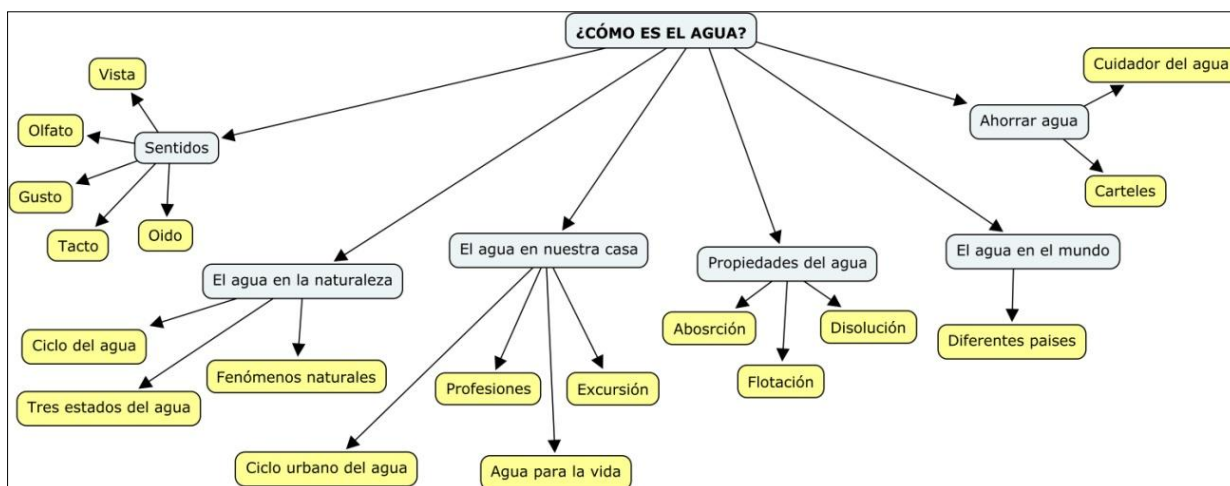 ¿CÓMO ES EL AGUA?
Cuidador del agua
Vista
Ahorrar agua
Olfato
Sentidos
Gusto
Carteles
Tacto
Oido
El agua en nuestra casa
El agua en el mundo
Propiedades del agua
El agua en la naturaleza
Abosrción
Disolución
Diferentes paises
Ciclo del agua
Fenómenos naturales
Flotación
Profesiones
Excursión
Tres estados del agua
Ciclo urbano del agua
Agua para la vida